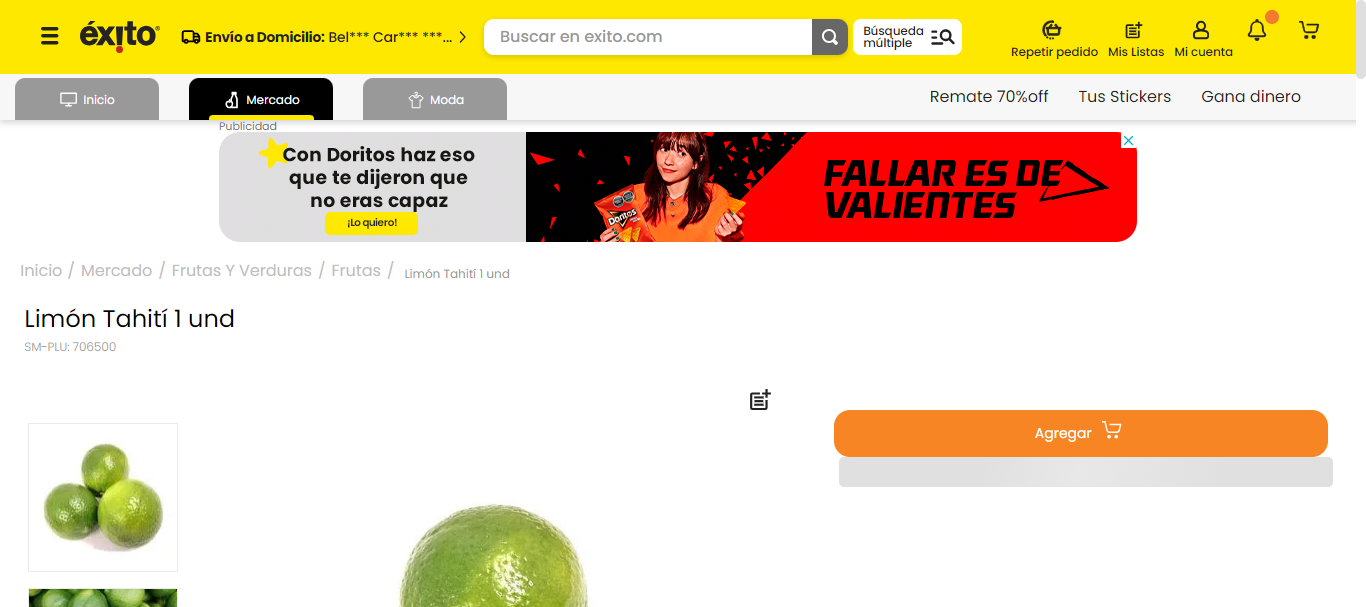 éxito
Envío a Domicilio: Bel*** Car*** ***...
Buscar en exito.com
Búsqueda
múltiple
Repetir pedido
Mis Listas
Mi cuenta
Inicio
Mercado
Moda
Remate 70%off
Tus Stickers
Gana dinero
Publicidad
Con Doritos haz eso
que te dijeron que
no eras capaz
¡Lo quiero!
Doritos
FALLAR ES DE
VALIENTES
Inicio / Mercado / Frutas Y Verduras / Frutas / Limón Tahití 1 und
Limón Tahití 1 und
SM-PLU: 706500
Agregar